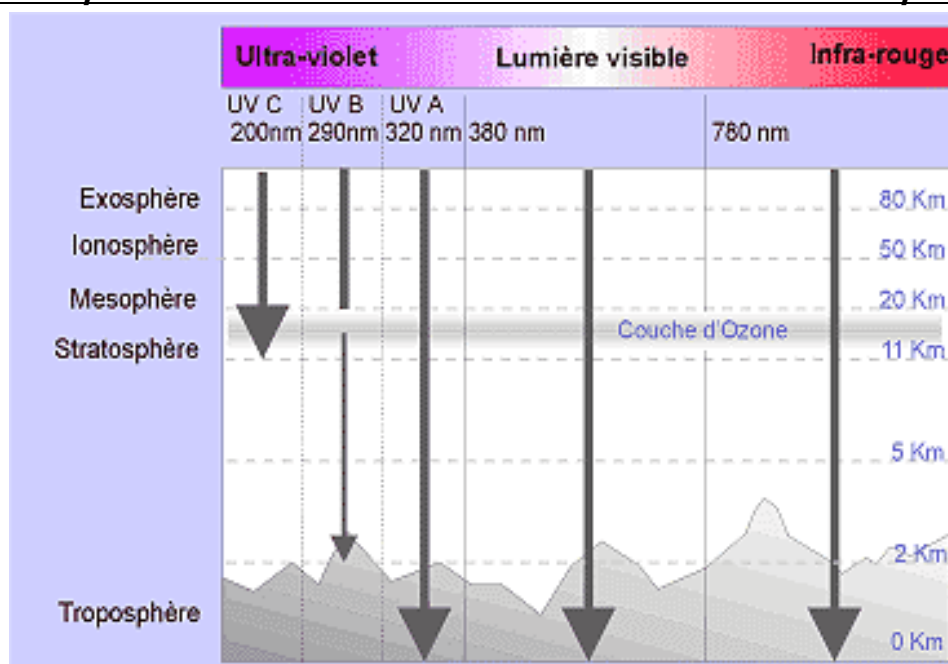 Ultra-violet Lumière visible Infra-rouge
UV C UV B UV A
200nm 290nm 320 nm 380 nm 780 nm
Exosphère 80 Km
Ionosphère 50 Km
Mesophère 20 Km
Couche d'Ozone
Stratosphère 11 Km
5 Km
2 Km
Troposphère
0 Km